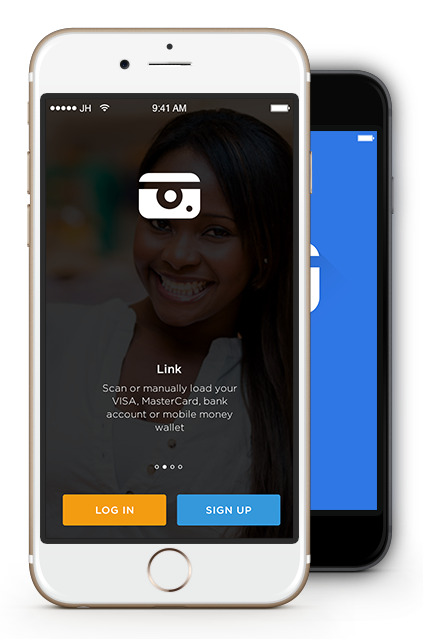 JH 9:41 AM
Link
Scan or manually load your
VISA, MasterCard, bank
account or mobile money
wallet
LOG IN SIGN UP